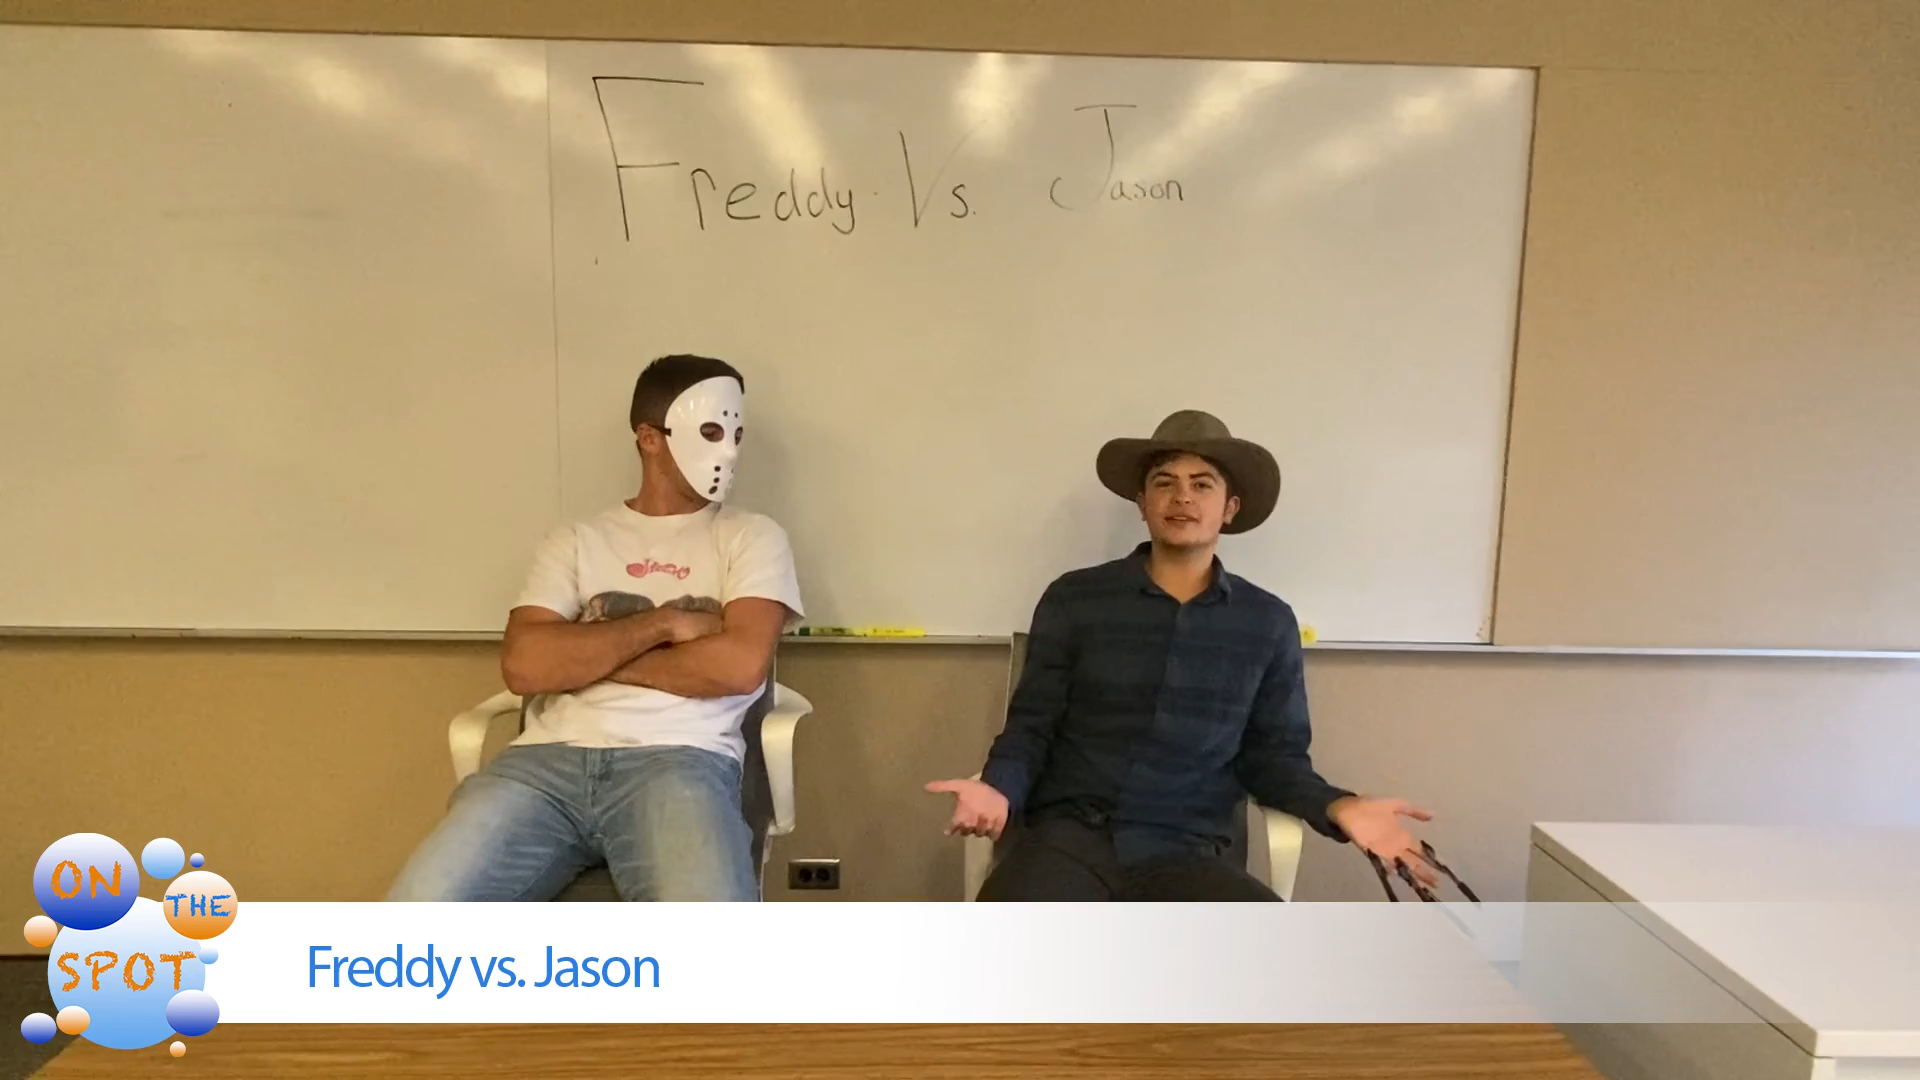 Freddy Vs. Jason
ON
THE
SPOT
Freddy vs. Jason